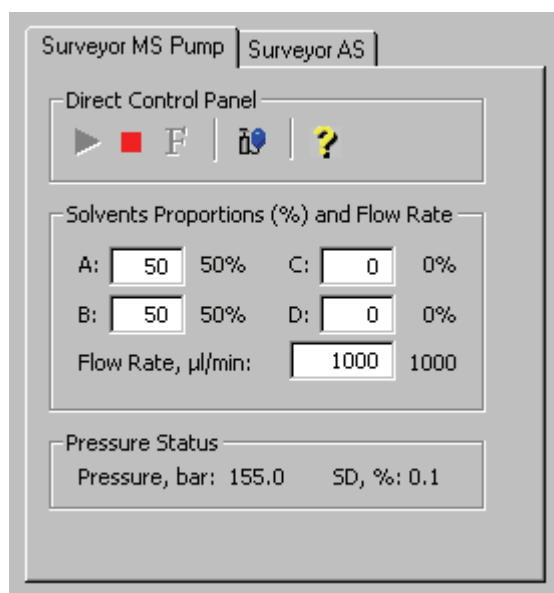 Surveyor MS Pump Surveyor AS
Direct Control Panel
F ?
Solvents Proportions (%) and Flow Rate
A: 50 50% C: 0 0%
B: 50 50% D: 0 0%
Flow Rate, µl/min: 1000 1000
Pressure Status
Pressure, bar: 155.0 SD, %: 0.1